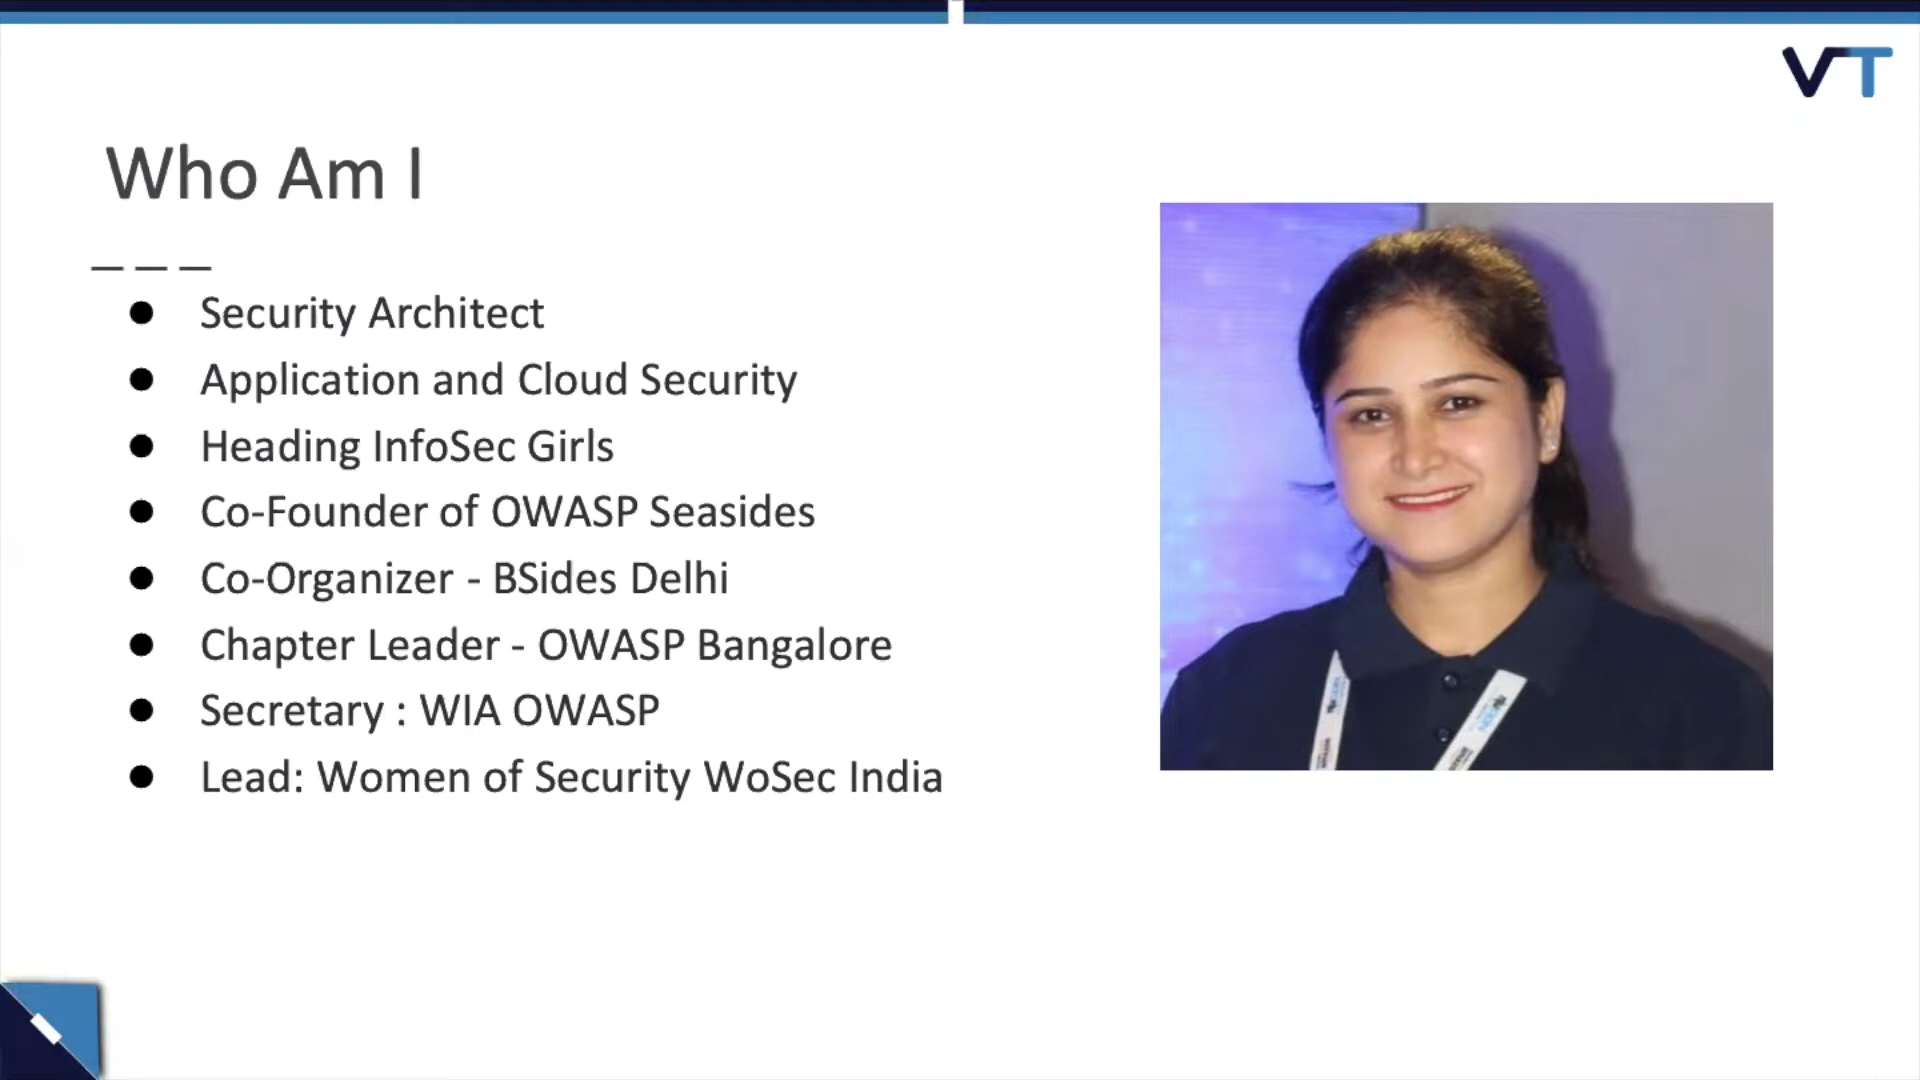 VT
Who Am I
Security Architect
Application and Cloud Security
Heading InfoSec Girls
Co-Founder of OWASP Seasides
Co-Organizer - BSides Delhi
Chapter Leader - OWASP Bangalore
Secretary : WIA OWASP
Lead: Women of Security WoSec India